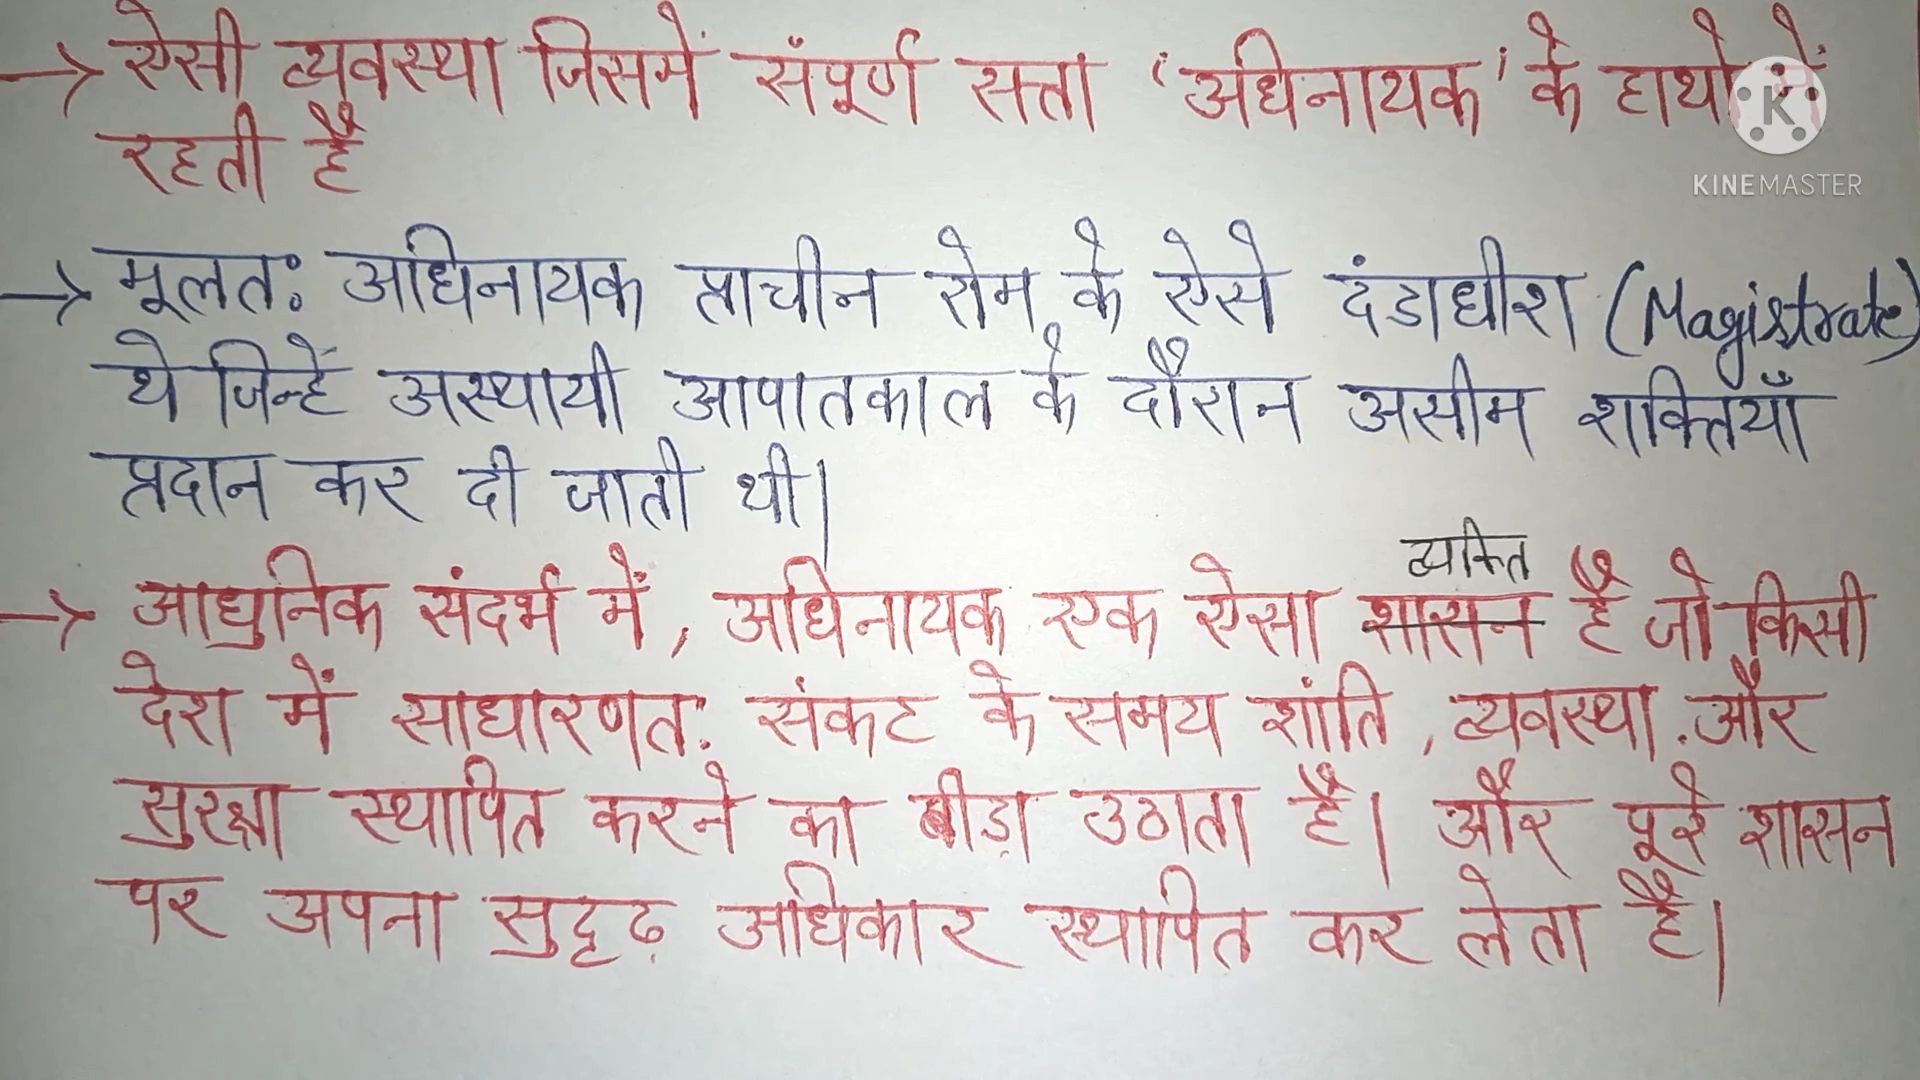 → ऐसी व्यवस्था जिसमें संपूर्ण सत्ता 'अधिनायक' के हाथो में
रहती है
KINEMASTER
→ मूलतः अधिनायक प्राचीन रोम के ऐसे दंडाधीश (Magistrate)
थे जिन्हें अस्थायी आपातकाल के दौरान असीम शक्तियाँ
प्रदान कर दी जाती थी।
व्यक्ति
→ आधुनिक संदर्भ में, अधिनायक एक ऐसा शासन है जो किसी
देश में साधारणतः संकट के समय शांति, व्यवस्था, और
सुरक्षा स्थापित करने का बीड़ा उठाता है। और पूरे शासन
पर अपना सुदृढ़ अधिकार स्थापित कर लेता है।